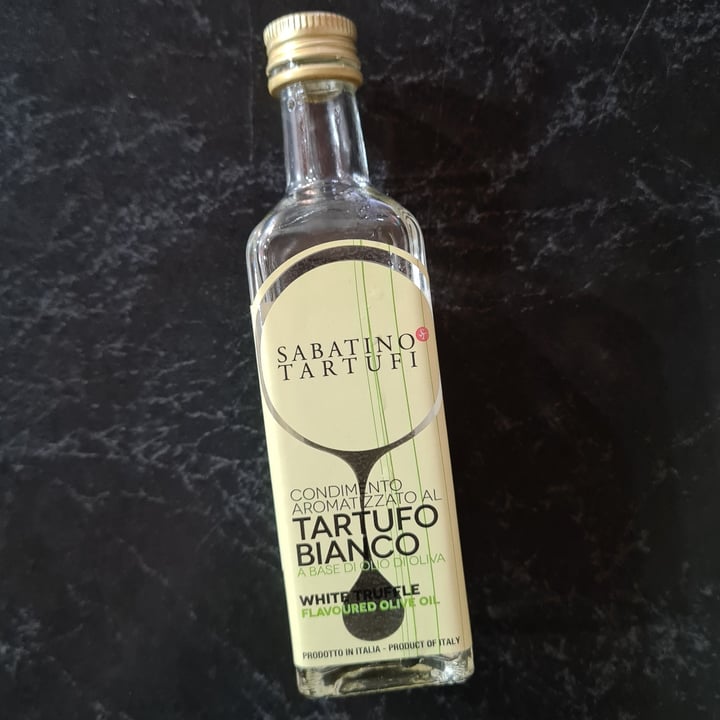 SABATINO
TARTUFI
CONDIMENTO
AROMATIZZATO AL
TARTUFO
BIANCO
A BASE DI OLIO DI OLIVA
WHITE TRUFFLE
FLAVOURED OLIVE OIL
PRODOTTO IN ITALIA - PRODUCT OF ITALY